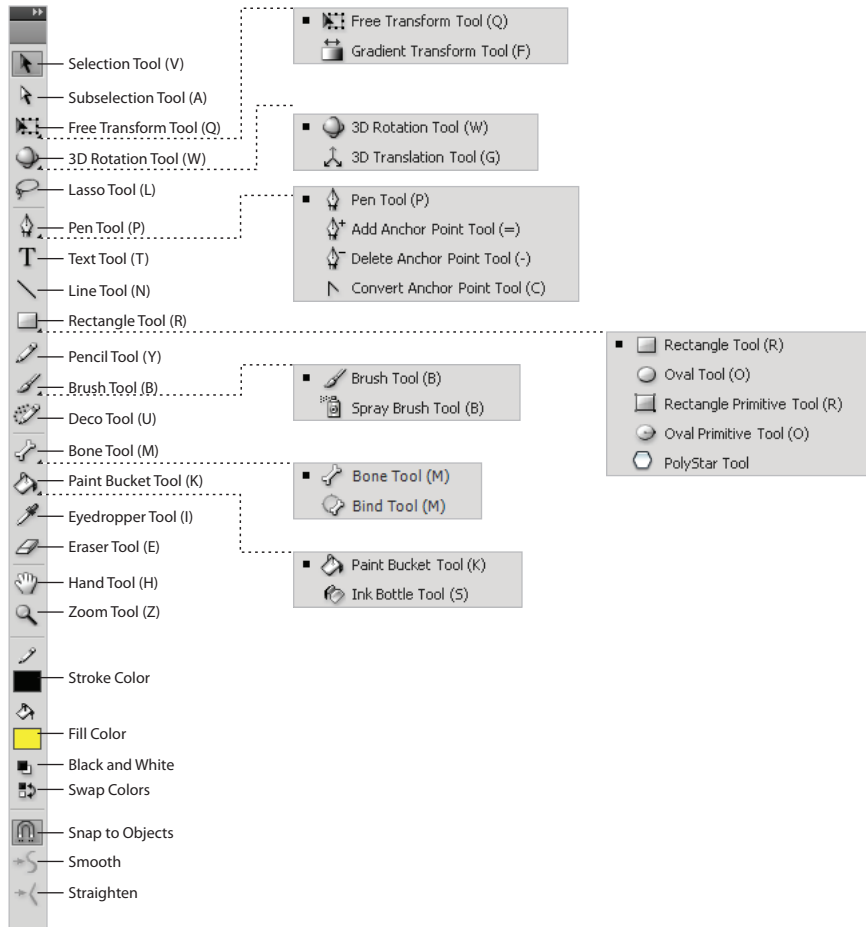 Selection Tool (V)
Subselection Tool (A)
Free Transform Tool (Q)
3D Rotation Tool (W)
Lasso Tool (L)
Pen Tool (P)
Text Tool (T)
Line Tool (N)
Rectangle Tool (R)
Pencil Tool (Y)
Brush Tool (B)
Deco Tool (U)
Bone Tool (M)
Paint Bucket Tool (K)
Eyedropper Tool (I)
Eraser Tool (E)
Hand Tool (H)
Zoom Tool (Z)
Stroke Color
Fill Color
Black and White
Swap Colors
Snap to Objects
Smooth
Straighten
Free Transform Tool (Q)
Gradient Transform Tool (F)
3D Rotation Tool (W)
3D Translation Tool (G)
Pen Tool (P)
Add Anchor Point Tool (=)
Delete Anchor Point Tool (-)
Convert Anchor Point Tool (C)
Rectangle Tool (R)
Oval Tool (O)
Rectangle Primitive Tool (R)
Oval Primitive Tool (O)
PolyStar Tool
Brush Tool (B)
Spray Brush Tool (B)
Bone Tool (M)
Bind Tool (M)
Paint Bucket Tool (K)
Ink Bottle Tool (S)